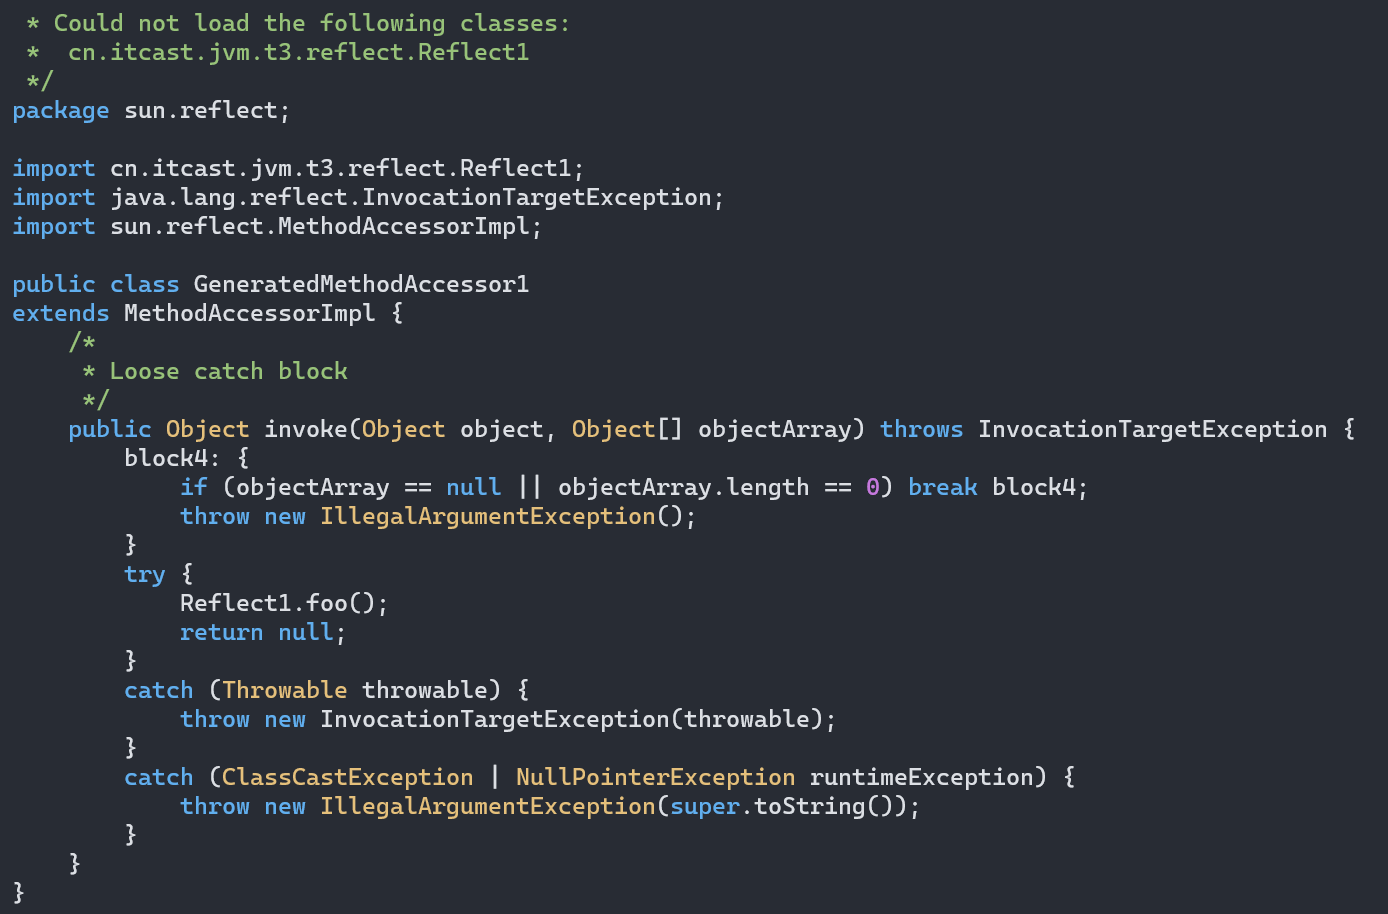 * Could not load the following classes:
 *  cn.itcast.jvm.t3.reflect.Reflect1
 */
package sun.reflect;

import cn.itcast.jvm.t3.reflect.Reflect1;
import java.lang.reflect.InvocationTargetException;
import sun.reflect.MethodAccessorImpl;

public class GeneratedMethodAccessor1
extends MethodAccessorImpl {
    /*
     * Loose catch block
     */
    public Object invoke(Object object, Object[] objectArray) throws InvocationTargetException {
        block4: {
            if (objectArray == null || objectArray.length == 0) break block4;
            throw new IllegalArgumentException();
        }
        try {
            Reflect1.foo();
            return null;
        }
        catch (Throwable throwable) {
            throw new InvocationTargetException(throwable);
        }
        catch (ClassCastException | NullPointerException runtimeException) {
            throw new IllegalArgumentException(super.toString());
        }
    }
}